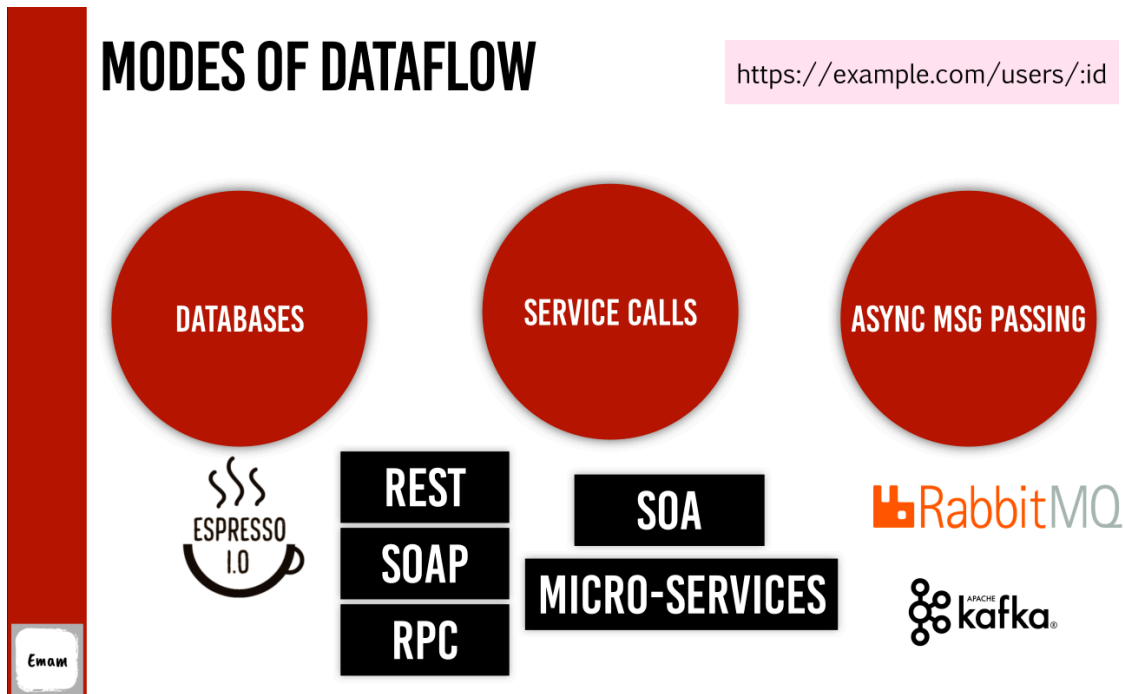 MODES OF DATAFLOW
https://example.com/users/:id
DATABASES
SERVICE CALLS
ASYNC MSG PASSING
ESPRESSO
1.0
REST
SOAP
RPC
SOA
MICRO-SERVICES
RabbitMQ
APACHE
kafka®
Emam